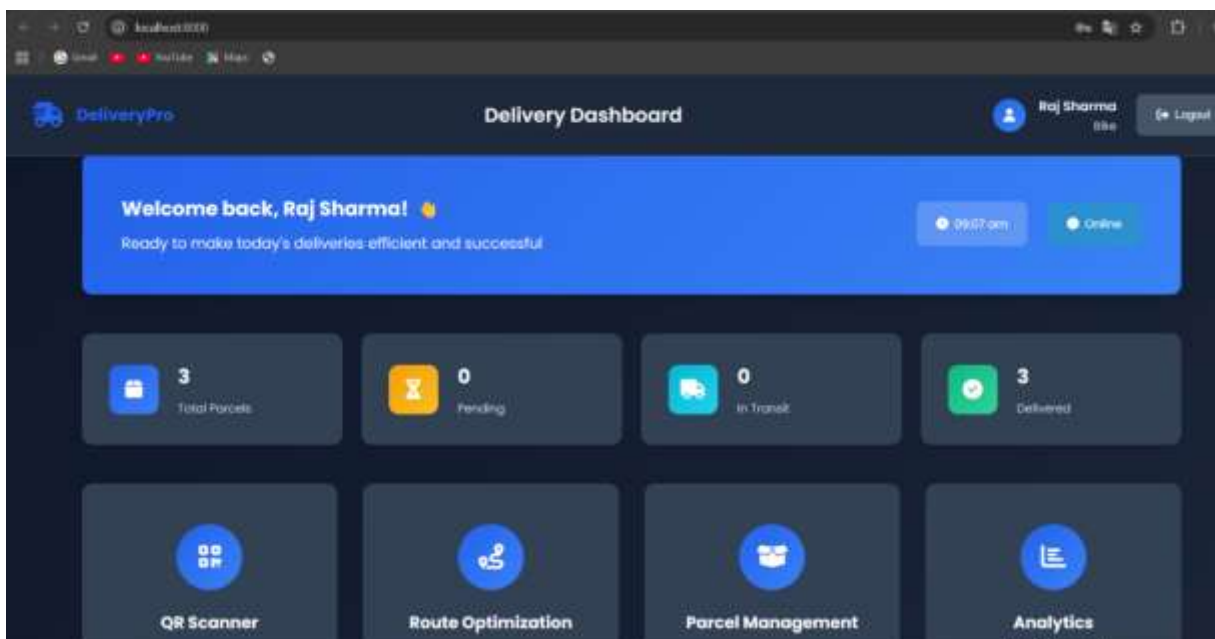 localhost:8000
Gmail YouTube Maps
DeliveryPro
Delivery Dashboard
Raj Sharma
Bike
Logout
Welcome back, Raj Sharma! 👋
Ready to make today's deliveries efficient and successful
09:07 am
Online
3
Total Parcels
0
Pending
0
In Transit
3
Delivered
QR Scanner
Route Optimization
Parcel Management
Analytics